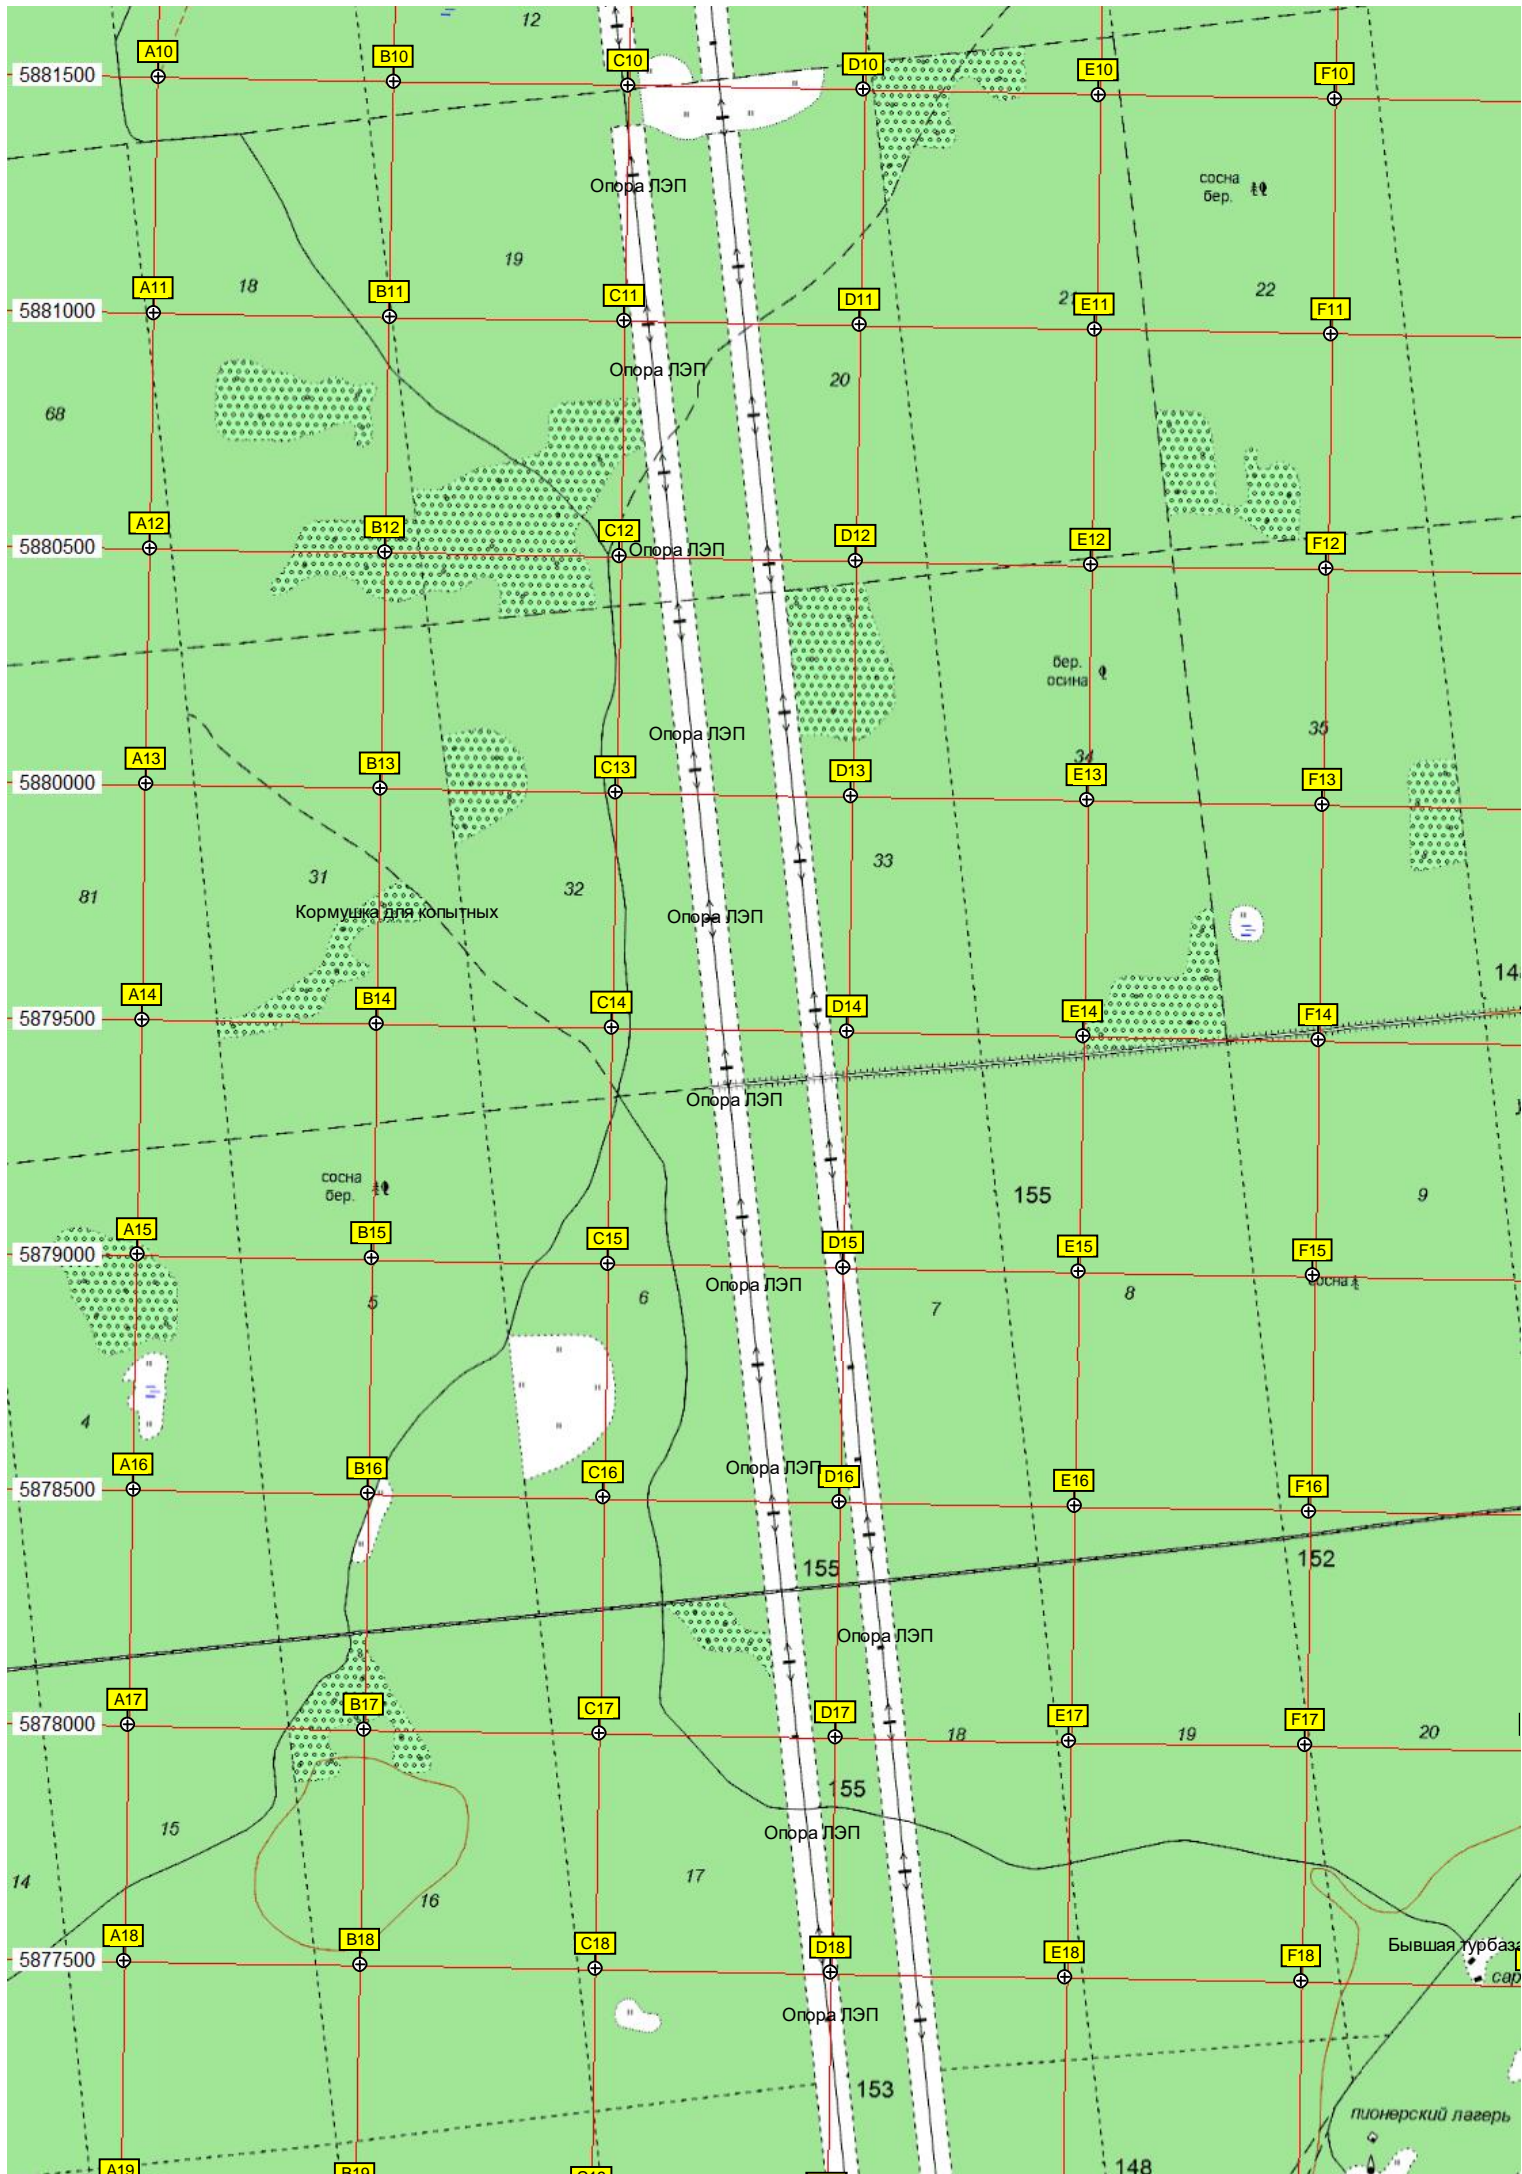 12
A10
B10
C10
D10
E10
F10
5881500
Опора ЛЭП
сосна
бер.
19
18
22
A11
B11
C11
D11
E11
F11
5881000
Опора ЛЭП
20
68
A12
B12
C12
D12
E12
F12
5880500
Опора ЛЭП
бер.
осина
35
34
Опора ЛЭП
A13
B13
C13
D13
E13
F13
5880000
33
31
32
81
Кормушка для копытных
Опора ЛЭП
A14
B14
C14
D14
E14
F14
5879500
Опора ЛЭП
сосна
бер.
155
9
A15
B15
C15
D15
E15
F15
5879000
сосна
Опора ЛЭП
5
6
7
8
4
A16
B16
C16
D16
E16
F16
5878500
Опора ЛЭП
155
152
Опора ЛЭП
A17
B17
C17
D17
E17
F17
5878000
18
19
20
155
15
Опора ЛЭП
17
14
16
A18
B18
C18
D18
E18
F18
5877500
Бывшая турбаза
сар
Опора ЛЭП
153
пионерский лагерь
148
A19
B19